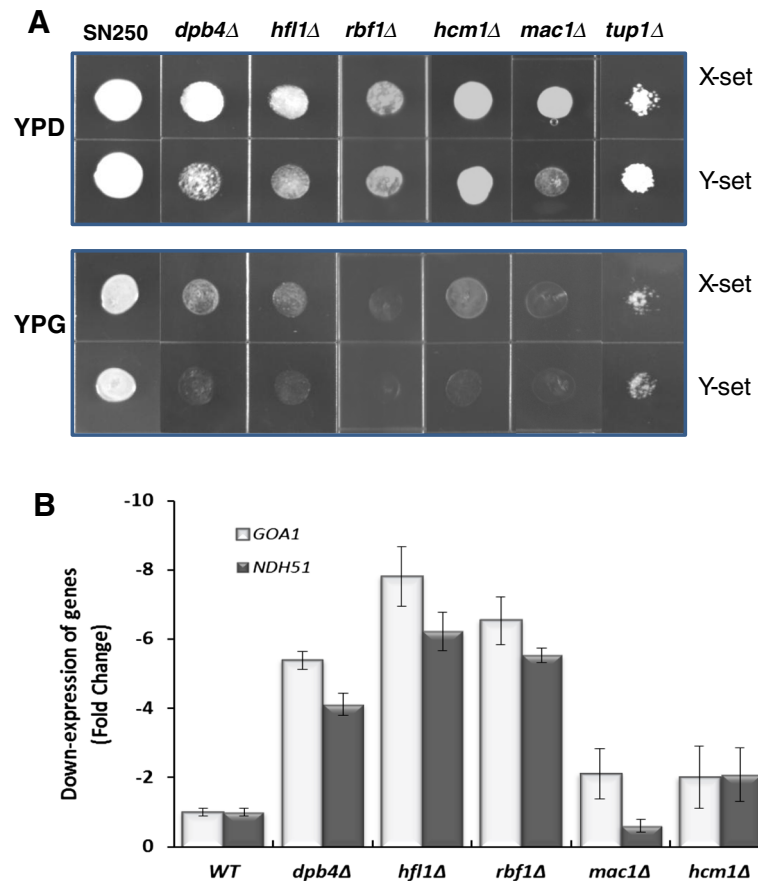 A
SN250 dpb4Δ hfl1Δ rbf1Δ hcm1Δ mac1Δ tup1Δ
YPD
X-set
Y-set
YPG
X-set
Y-set
B
Down-expression of genes
(Fold Change)
-10
-8
-6
-4
-2
0
GOA1
NDH51
WT dpb4Δ hfl1Δ rbf1Δ mac1Δ hcm1Δ